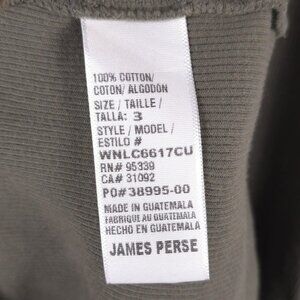 100% COTTON/
COTON/ ALGODON
SIZE / TAILLE /
TALLA: 3
STYLE / MODEL /
ESTILO #
WNLC6617CU
RN# 95339
CA# 31092
PO#38995-00
MADE IN GUATEMALA
FABRIQUE AU GUATEMALA
HECHO EN GUATEMALA
JAMES PERSE